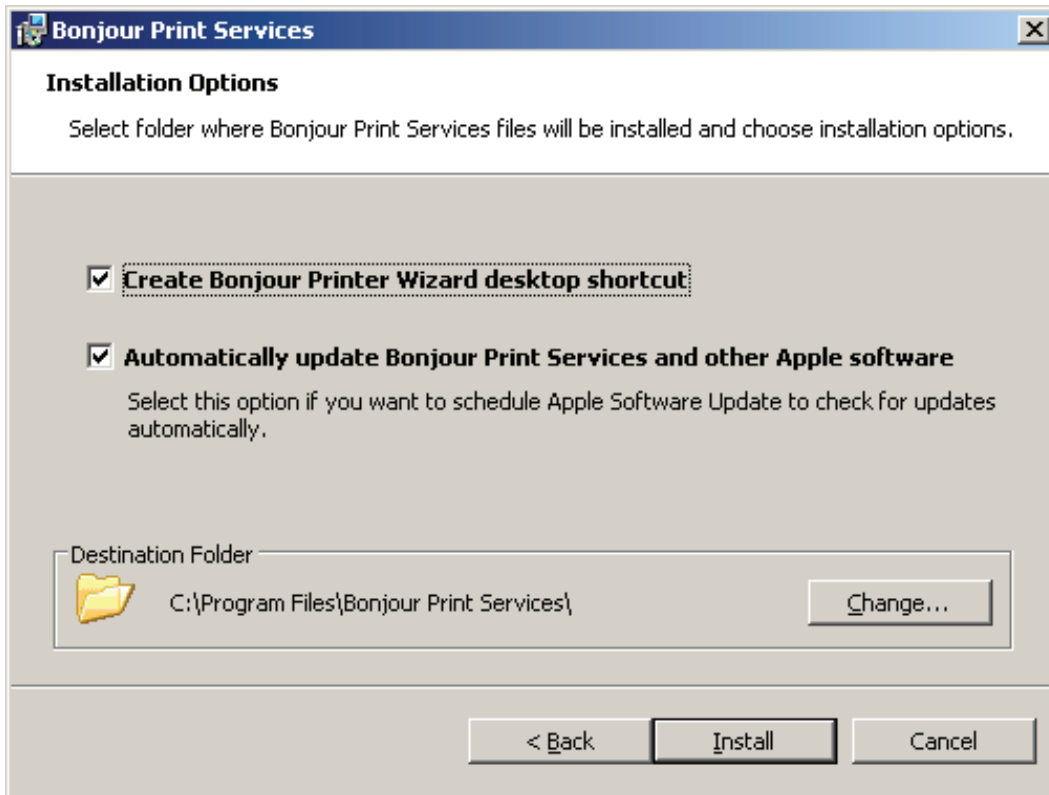 Bonjour Print Services
Installation Options
Select folder where Bonjour Print Services files will be installed and choose installation options.
Create Bonjour Printer Wizard desktop shortcut
Automatically update Bonjour Print Services and other Apple software
Select this option if you want to schedule Apple Software Update to check for updates
automatically.
Destination Folder
C:\Program Files\Bonjour Print Services\
Change...
< Back
Install
Cancel